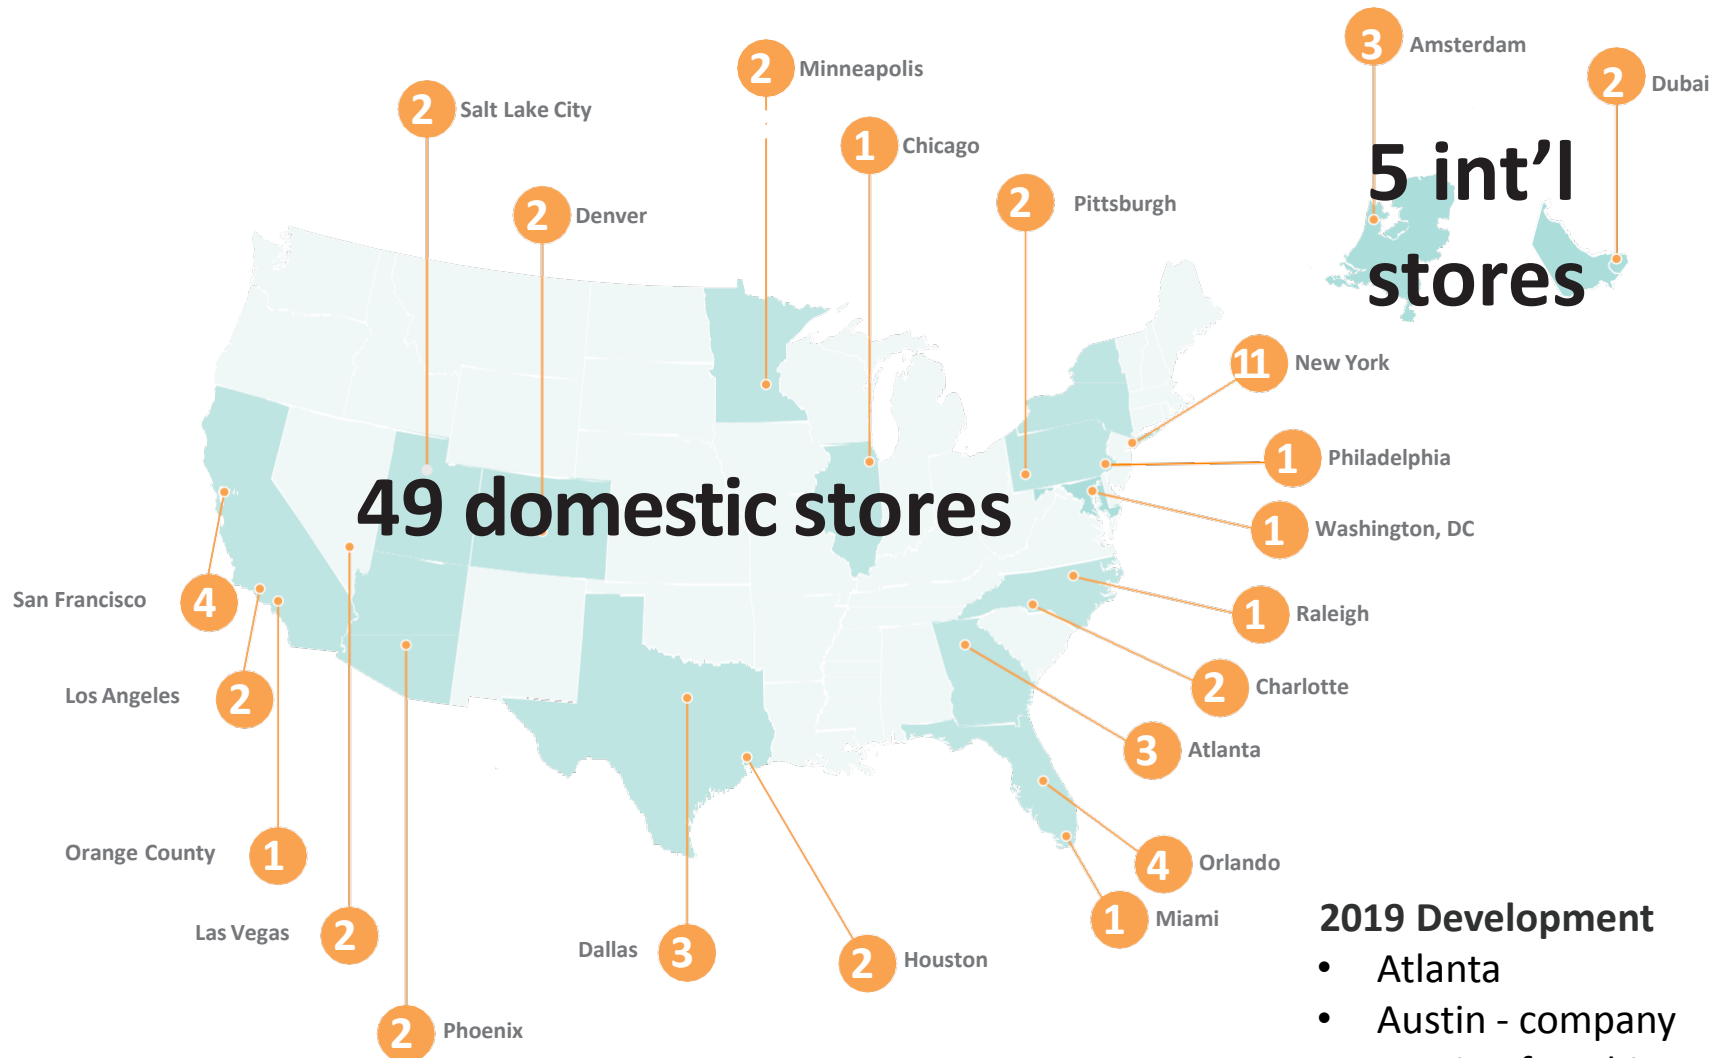 3 Amsterdam
2 Minneapolis
2 Dubai
2 Salt Lake City
1 Chicago
5 int’l
stores
2 Pittsburgh
2 Denver
11 New York
1 Philadelphia
49 domestic stores
1 Washington, DC
San Francisco 4
1 Raleigh
Los Angeles 2
2 Charlotte
3 Atlanta
Orange County 1
4 Orlando
1 Miami
Las Vegas 2
Dallas 3
2 Houston
2 Phoenix
2019 Development
• Atlanta
• Austin - company